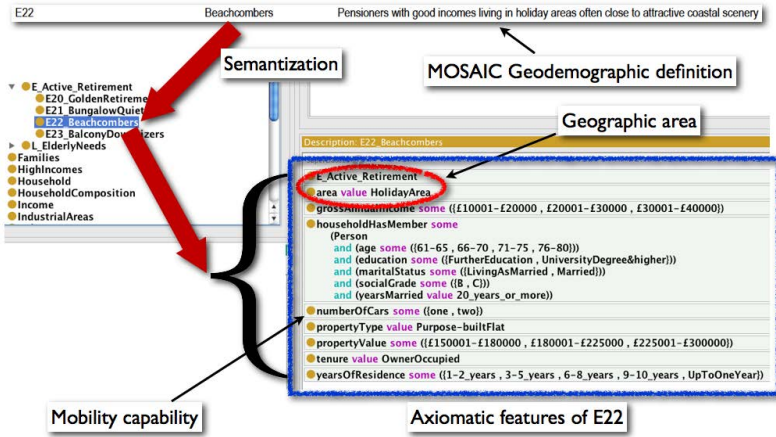 E22 Beachcombers Pensioners with good incomes living in holiday areas often close to attractive coastal scenery
Semantization
MOSAIC Geodemographic definition
E_Active_Retirement
E20_GoldenRetireme
E21_BungalowQuiet
E22_Beachcombers
E23_BalconyDow izers
L_ElderlyNeeds
Families
HighIncomes
Household
HouseholdComposition
Income
IndustrialAreas
Geographic area
Description: E22_Beachcombers
E_Active_Retirement
area value HolidayArea
grossAnnualIncome some ({£10001-£20000 , £20001-£30000 , £30001-£40000})
householdHasMember some
(Person
and (age some ({61-65 , 66-70 , 71-75 , 76-80}))
and (education some ({FurtherEducation , UniversityDegree&higher}))
and (maritalStatus some ({LivingAsMarried , Married}))
and (socialGrade some ({B , C}))
and (yearsMarried value 20_years_or_more))
numberOfCars some ({one , two})
propertyType value Purpose-builtFlat
propertyValue some ({£150001-£180000 , £180001-£225000 , £225001-£300000})
tenure value OwnerOccupied
yearsOfResidence some ({1-2_years , 3-5_years , 6-8_years , 9-10_years , UpToOneYear})
Mobility capability
Axiomatic features of E22